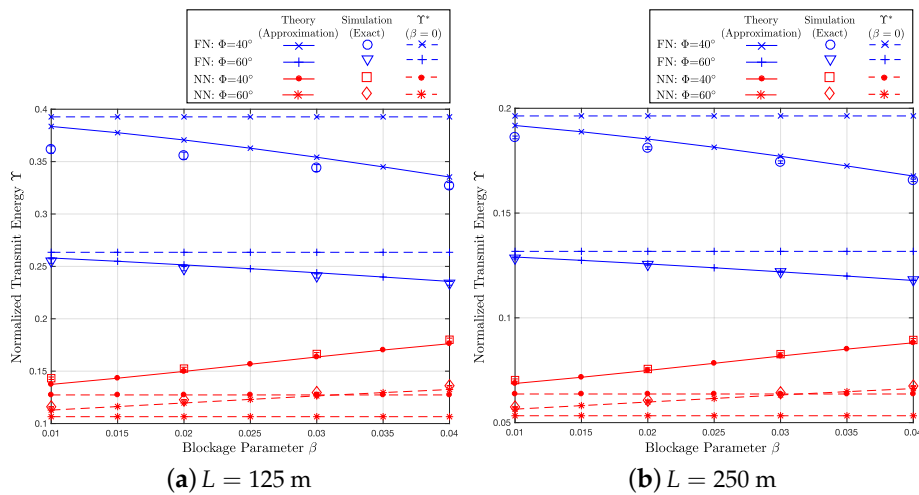 Theory Simulation ϒ*
(Approximation) (Exact) (β = 0)
FN: Φ=40°
FN: Φ=60°
NN: Φ=40°
NN: Φ=60°
0.4
0.35
0.3
0.25
0.2
0.15
0.1
Normalized Transmit Energy ϒ
0.01 0.015 0.02 0.025 0.03 0.035 0.04
Blockage Parameter β
(a) L = 125 m
Theory Simulation ϒ*
(Approximation) (Exact) (β = 0)
FN: Φ=40°
FN: Φ=60°
NN: Φ=40°
NN: Φ=60°
0.2
0.15
0.1
0.05
Normalized Transmit Energy ϒ
0.01 0.015 0.02 0.025 0.03 0.035 0.04
Blockage Parameter β
(b) L = 250 m